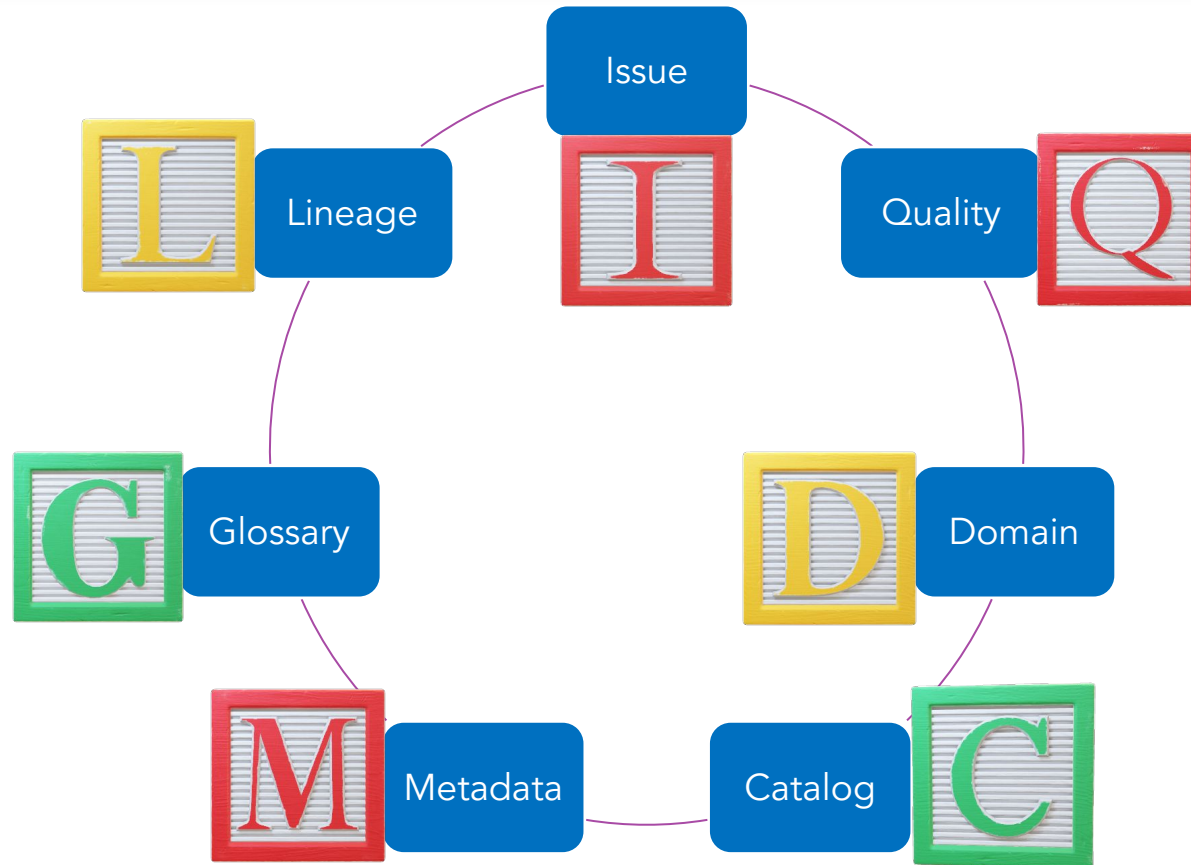 Issue
I
L
Lineage
Quality
Q
G
Glossary
D
Domain
M
Metadata
Catalog
C